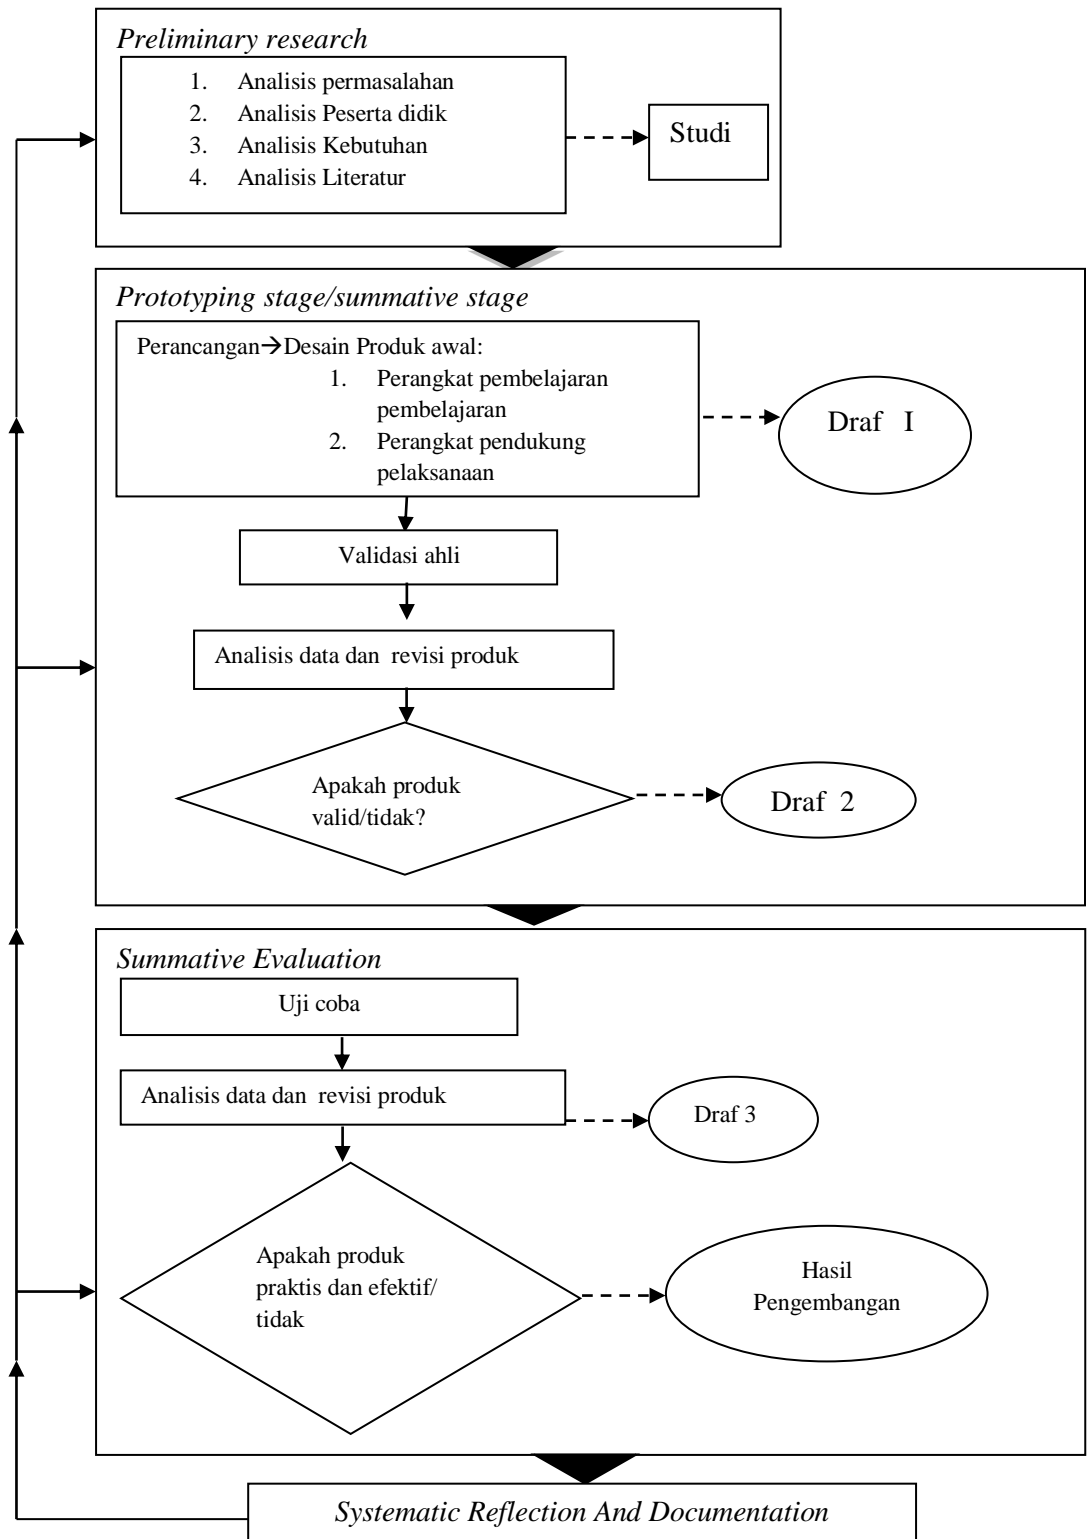 Preliminary research
1. Analisis permasalahan
2. Analisis Peserta didik
3. Analisis Kebutuhan
4. Analisis Literatur
Studi
Prototyping stage/summative stage
Perancangan→Desain Produk awal:
1. Perangkat pembelajaran
pembelajaran
2. Perangkat pendukung
pelaksanaan
Draf I
Validasi ahli
Analisis data dan revisi produk
Apakah produk
valid/tidak?
Draf 2
Summative Evaluation
Uji coba
Analisis data dan revisi produk
Draf 3
Apakah produk
praktis dan efektif/
tidak
Hasil
Pengembangan
Systematic Reflection And Documentation